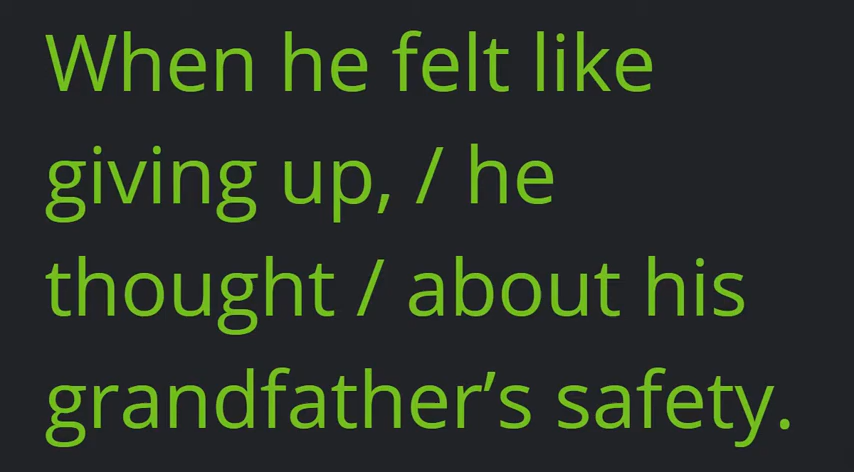 When he felt like
giving up, / he
thought / about his
grandfather’s safety.